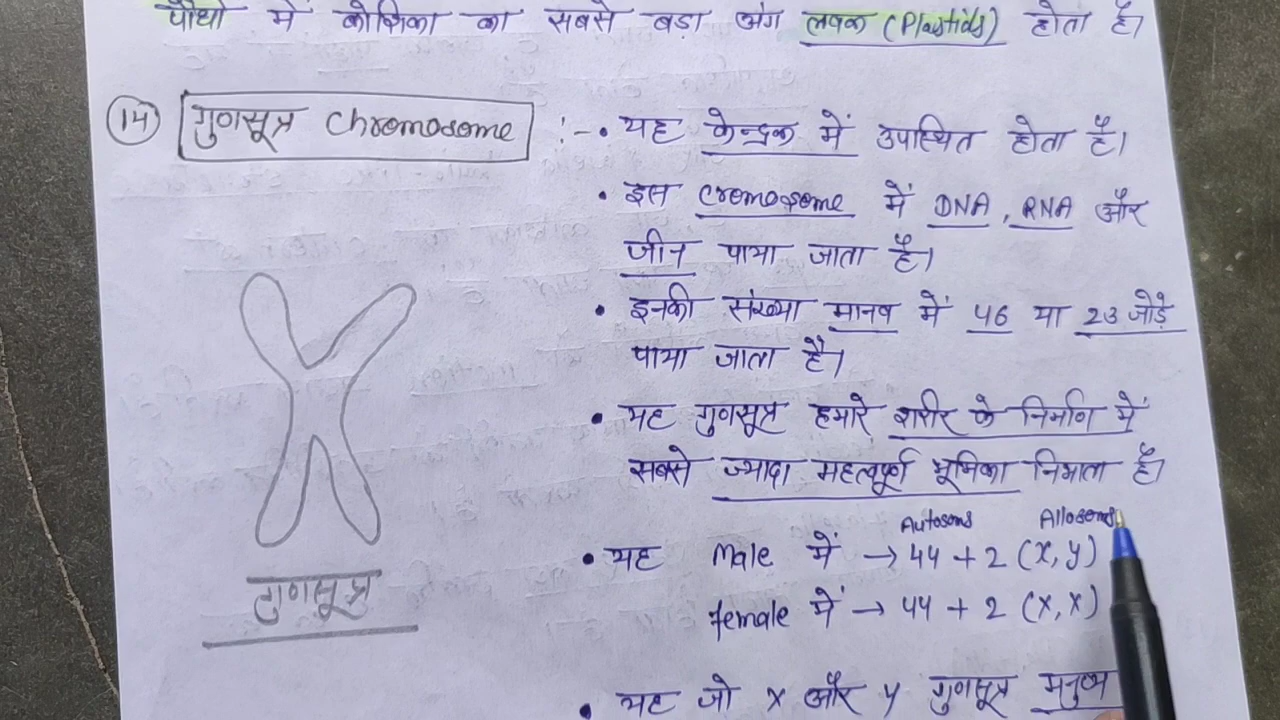 पौधों में कोशिका का सबसे बड़ा अंग लवक (Plastids) होता है।
(14) गुणसूत्र Chromosome :- • यह केन्द्रक में उपस्थित होता है।
• इस cromosome में DNA, RNA और
जीन पाया जाता है।
• इनकी संख्या मानव में 46 या 23 जोड़े
पाया जाता है।
• यह गुणसूत्र हमारे शरीर के निर्माण में
सबसे ज्यादा महत्वपूर्ण भूमिका निभाता है।
Autosoms Allosoms
• यह Male में → 44 + 2 (x, y)
female में → 44 + 2 (x, x)
गुणसूत्र
• यह जो x और y गुणसूत्र मनुष्य